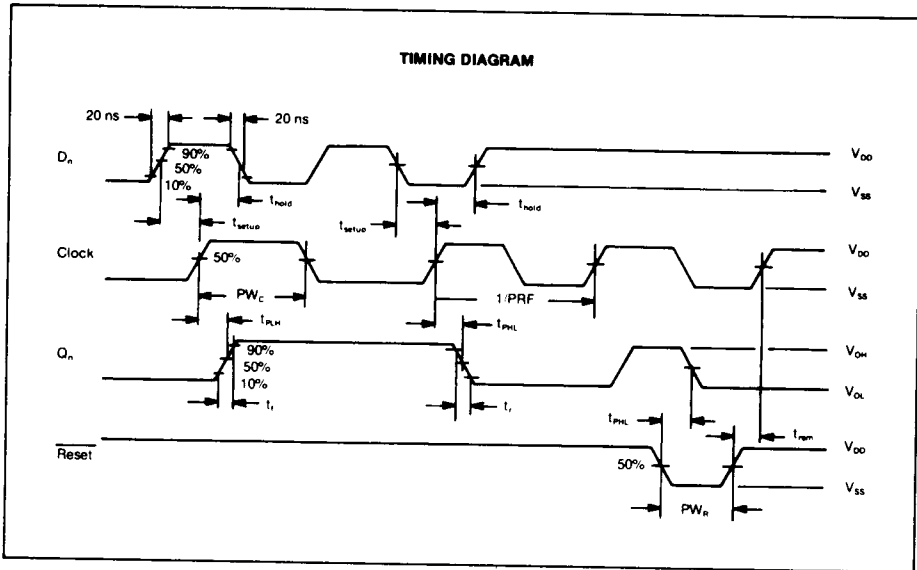 TIMING DIAGRAM
20 ns
20 ns
Dn
90%
50%
10%
VDD
VSS
thold
thold
tsetup
tsetup
Clock
50%
VDD
VSS
PWC
1/PRF
tPLH
tPHL
Qn
90%
50%
10%
VOH
VOL
tr
tf
tPHL
trem
Reset
50%
VDD
VSS
PWR